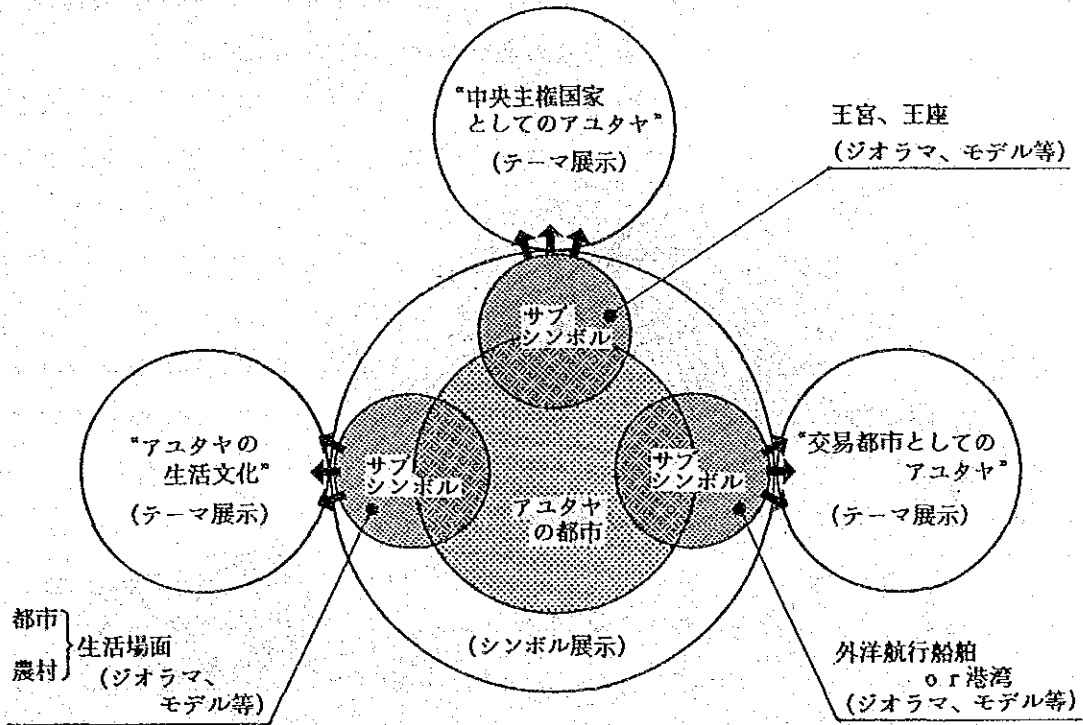 “中央主権国家
としてのアユタヤ”
(テーマ展示)
王宮、王座
(ジオラマ、モデル等)
サブ
シンボル
“アユタヤの
生活文化”
(テーマ展示)
サブ
シンボル
アユタヤ
の都市
サブ
シンボル
“交易都市としての
アユタヤ”
(テーマ展示)
(シンボル展示)
都市
農村
生活場面
(ジオラマ、
モデル等)
外洋航行船舶
or港湾
(ジオラマ、モデル等)